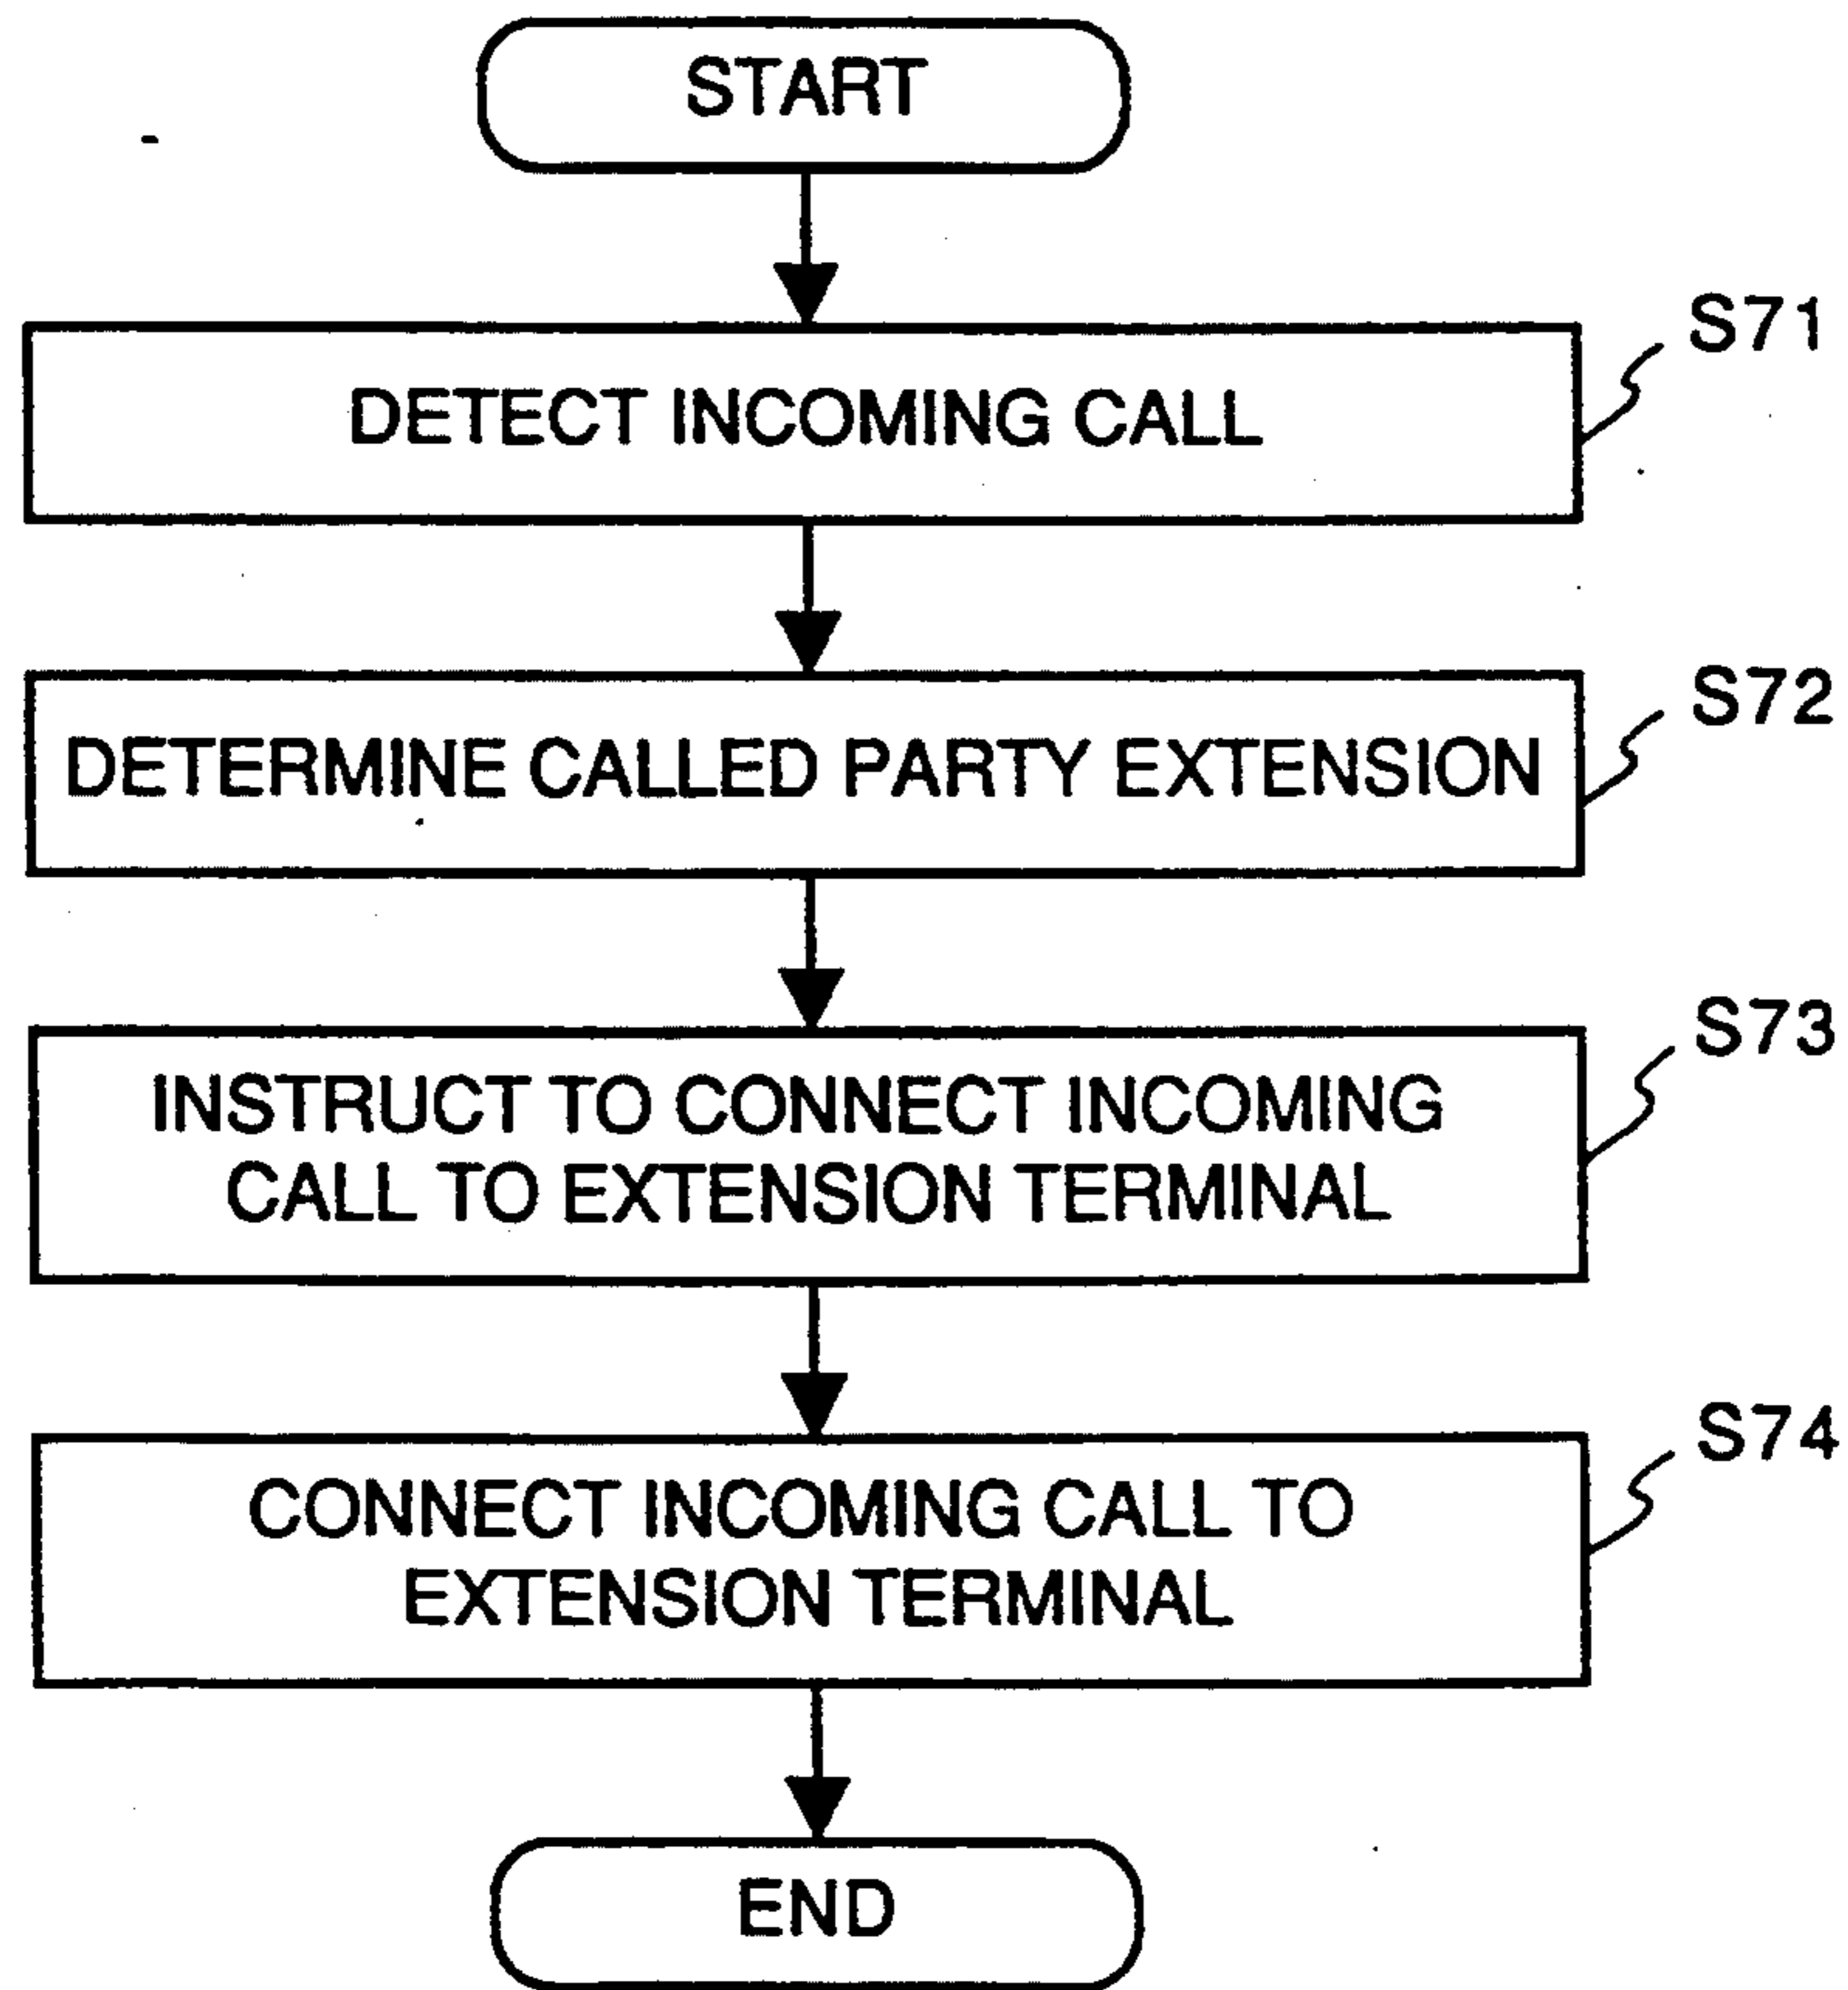 START
S71
DETECT INCOMING CALL
S72
DETERMINE CALLED PARTY EXTENSION
S73
INSTRUCT TO CONNECT INCOMING
CALL TO EXTENSION TERMINAL
S74
CONNECT INCOMING CALL TO
EXTENSION TERMINAL
END